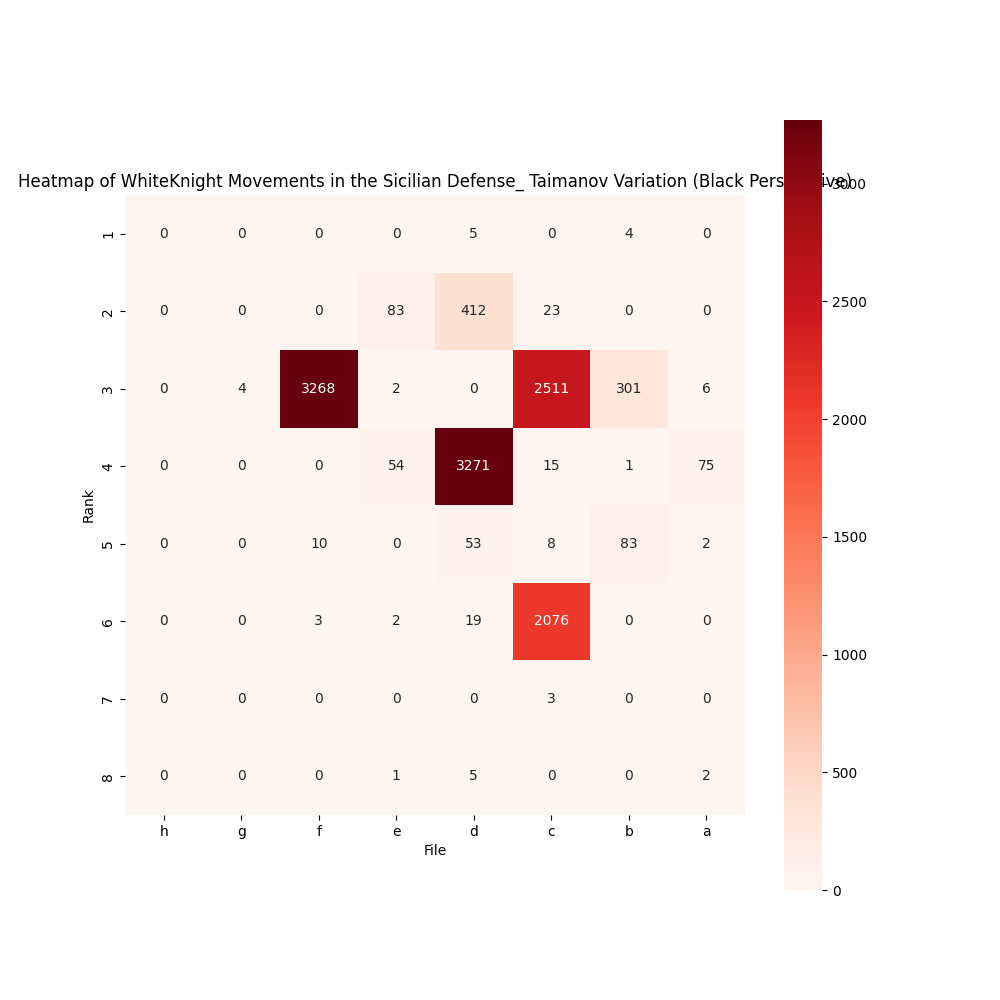 Heatmap of WhiteKnight Movements in the Sicilian Defense_ Taimanov Variation (Black Perspective)
1 0 0 0 0 5 0 4 0
2 0 0 0 83 412 23 0 0
3 0 4 3268 2 0 2511 301 6
4 0 0 0 54 3271 15 1 75
5 0 0 10 0 53 8 83 2
6 0 0 3 2 19 2076 0 0
7 0 0 0 0 0 3 0 0
8 0 0 0 1 5 0 0 2
h g f e d c b a
File
Rank
3000
2500
2000
1500
1000
500
0